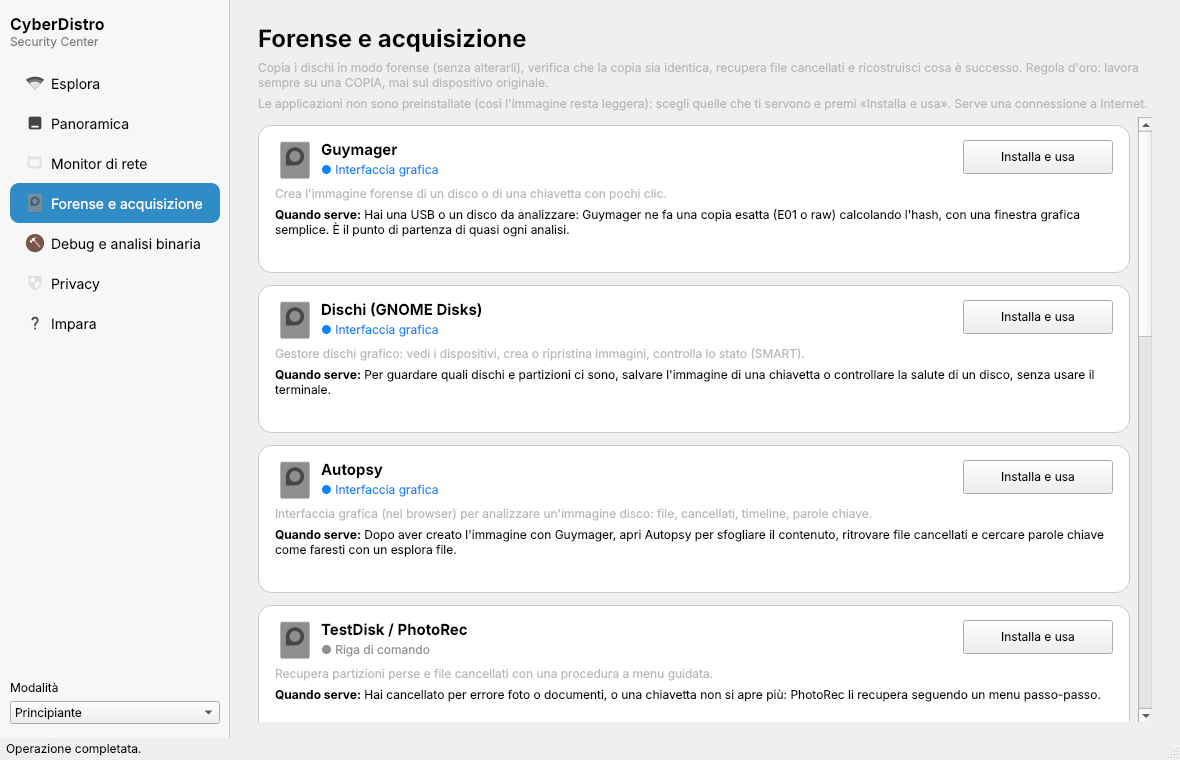 CyberDistro
Security Center
Esplora
Panoramica
Monitor di rete
Forense e acquisizione
Debug e analisi binaria
Privacy
? Impara
Modalità
Principiante
Operazione completata.
Forense e acquisizione
Copia i dischi in modo forense (senza alterarli), verifica che la copia sia identica, recupera file cancellati e ricostruisci cosa è successo. Regola d'oro: lavora
sempre su una COPIA, mai sul dispositivo originale.
Le applicazioni non sono preinstallate (così l'immagine resta leggera): scegli quelle che ti servono e premi «Installa e usa». Serve una connessione a Internet.
Guymager
Interfaccia grafica
Installa e usa
Crea l'immagine forense di un disco o di una chiavetta con pochi clic.
Quando serve: Hai una USB o un disco da analizzare: Guymager ne fa una copia esatta (E01 o raw) calcolando l'hash, con una finestra grafica
semplice. È il punto di partenza di quasi ogni analisi.
Dischi (GNOME Disks)
Interfaccia grafica
Installa e usa
Gestore dischi grafico: vedi i dispositivi, crea o ripristina immagini, controlla lo stato (SMART).
Quando serve: Per guardare quali dischi e partizioni ci sono, salvare l'immagine di una chiavetta o controllare la salute di un disco, senza usare il
terminale.
Autopsy
Interfaccia grafica
Installa e usa
Interfaccia grafica (nel browser) per analizzare un'immagine disco: file, cancellati, timeline, parole chiave.
Quando serve: Dopo aver creato l'immagine con Guymager, apri Autopsy per sfogliare il contenuto, ritrovare file cancellati e cercare parole chiave
come faresti con un esplora file.
TestDisk / PhotoRec
Riga di comando
Installa e usa
Recupera partizioni perse e file cancellati con una procedura a menu guidata.
Quando serve: Hai cancellato per errore foto o documenti, o una chiavetta non si apre più: PhotoRec li recupera seguendo un menu passo-passo.